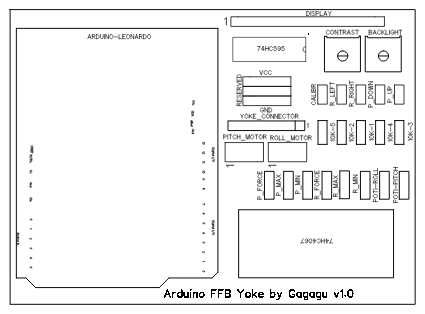 DISPLAY
1
CONTRAST
BACKLIGHT
ARDUINO-LEONARDO
74HC595
VCC
RESERVED
GND
CALIBR
R_LEFT
R_RIGHT
P_DOWN
P_UP
YOKE_CONNECTOR
1
PITCH_MOTOR
ROLL_MOTOR
10K-5
10K-2
10K-1
10K-4
10K-3
1
1
P_FORCE
P_MAX
P_MIN
R_FORCE
R_MAX
R_MIN
POTI-ROLL
POTI-PITCH
74HC4067
Arduino FFB Yoke by Gagagu v1.0